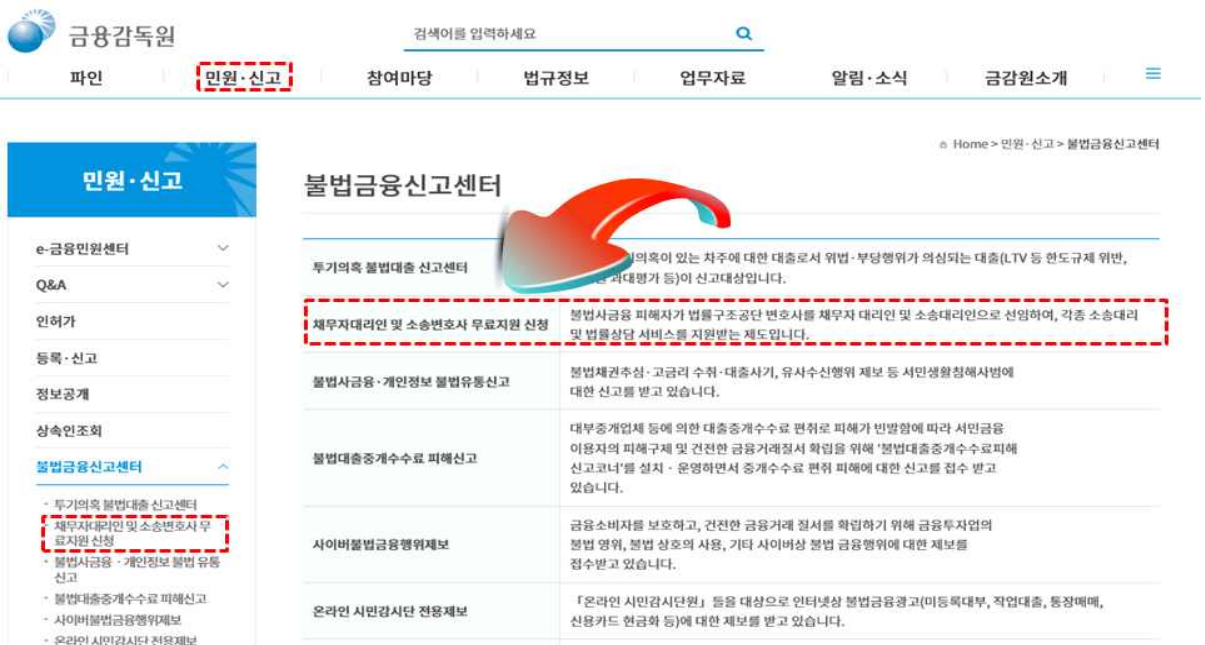 금융감독원
검색어를 입력하세요
파인 민원·신고 참여마당 법규정보 업무자료 알림·소식 금감원소개
Home > 민원·신고 > 불법금융신고센터
민원·신고
e-금융민원센터
Q&A
인허가
등록·신고
정보공개
상속인조회
불법금융신고센터
- 투기의혹 불법대출 신고센터
- 채무자대리인 및 소송변호사 무
료지원 신청
- 불법사금융·개인정보 불법 유통
신고
- 불법대출중개수수료 피해신고
- 사이버불법금융행위제보
- 온라인 시민감시단 전용제보
불법금융신고센터
투기의혹 불법대출 신고센터
의혹이 있는 차주에 대한 대출로서 위법·부당행위가 의심되는 대출(LTV 등 한도규제 위반,
과대평가 등)이 신고대상입니다.
채무자대리인 및 소송변호사 무료지원 신청
불법사금융 피해자가 법률구조공단 변호사를 채무자 대리인 및 소송대리인으로 선임하여, 각종 소송대리
및 법률상담 서비스를 지원받는 제도입니다.
불법사금융·개인정보 불법유통신고
불법채권추심·고금리 수취·대출사기, 유사수신행위 제보 등 서민생활침해사범에
대한 신고를 받고 있습니다.
불법대출중개수수료 피해신고
대부중개업체 등에 의한 대출중개수수료 편취로 피해가 빈발함에 따라 서민금융
이용자의 피해구제 및 건전한 금융거래질서 확립을 위해 '불법대출중개수수료피해
신고코너'를 설치·운영하면서 중개수수료 편취 피해에 대한 신고를 접수 받고
있습니다.
사이버불법금융행위제보
금융소비자를 보호하고, 건전한 금융거래 질서를 확립하기 위해 금융투자업의
불법 영위, 불법 상호의 사용, 기타 사이버상 불법 금융행위에 대한 제보를
접수받고 있습니다.
온라인 시민감시단 전용제보
「온라인 시민감시단원」들을 대상으로 인터넷상 불법금융광고(미등록대부, 작업대출, 통장매매,
신용카드 현금화 등)에 대한 제보를 받고 있습니다.